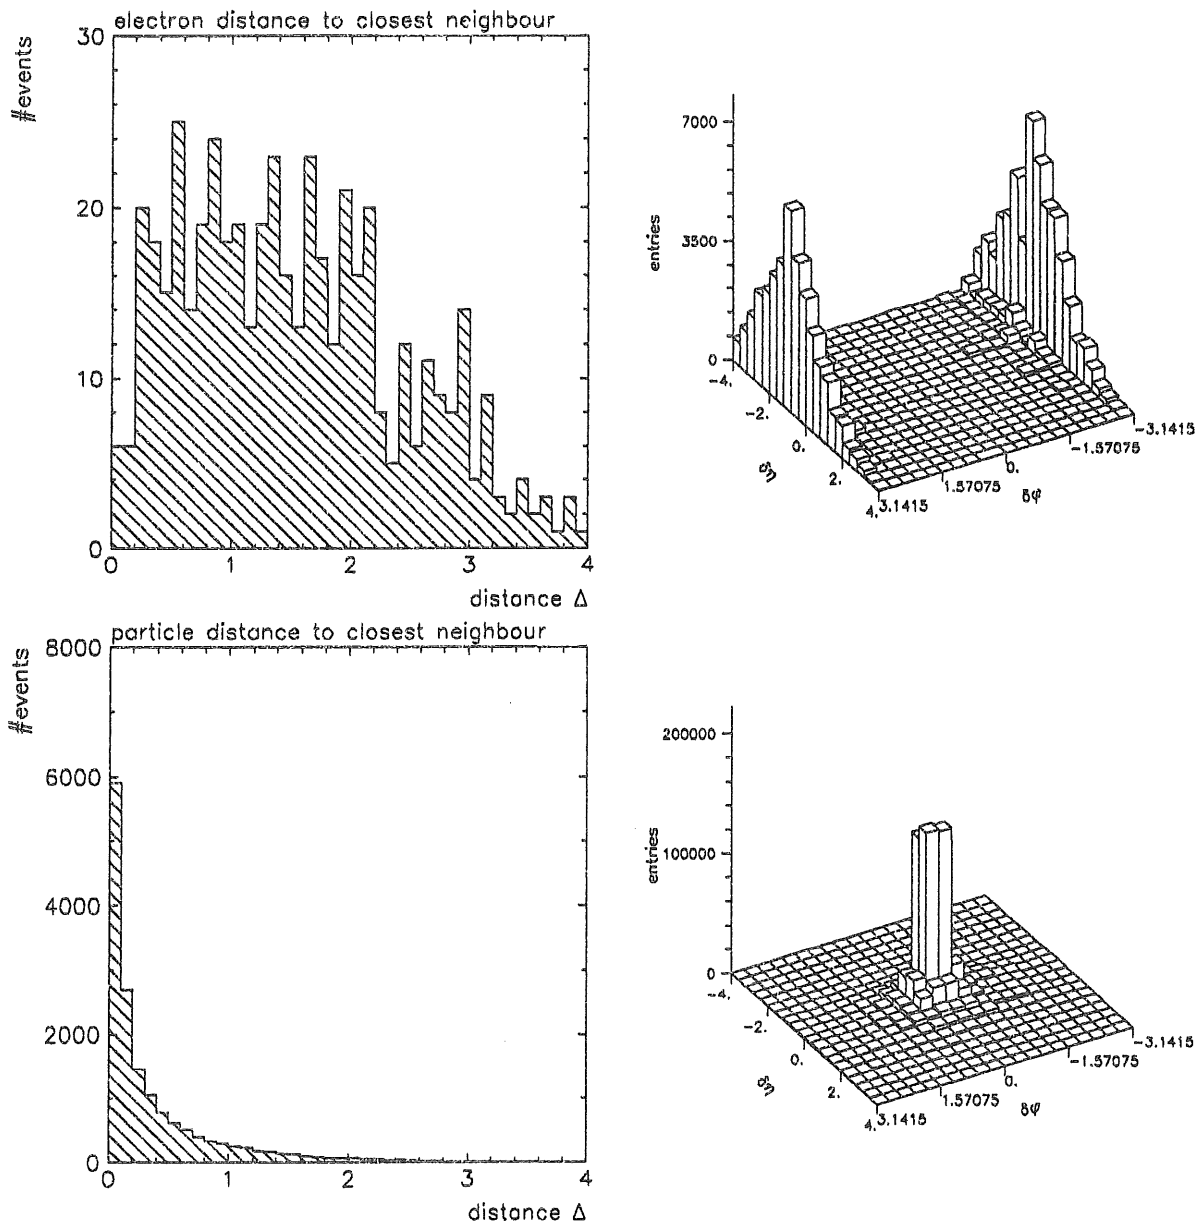 electron distance to closest neighbour
#events
30
20
10
0
0 1 2 3 4
distance Δ
entries
7000
3500
0
-4. -2. 0. 2. 4.
δη
3.1415 1.57075 0. -1.57075 -3.1415
δφ
particle distance to closest neighbour
#events
8000
6000
4000
2000
0
0 1 2 3 4
distance Δ
entries
200000
100000
0
-4. -2. 0. 2. 4.
δη
3.1415 1.57075 0. -1.57075 -3.1415
δφ